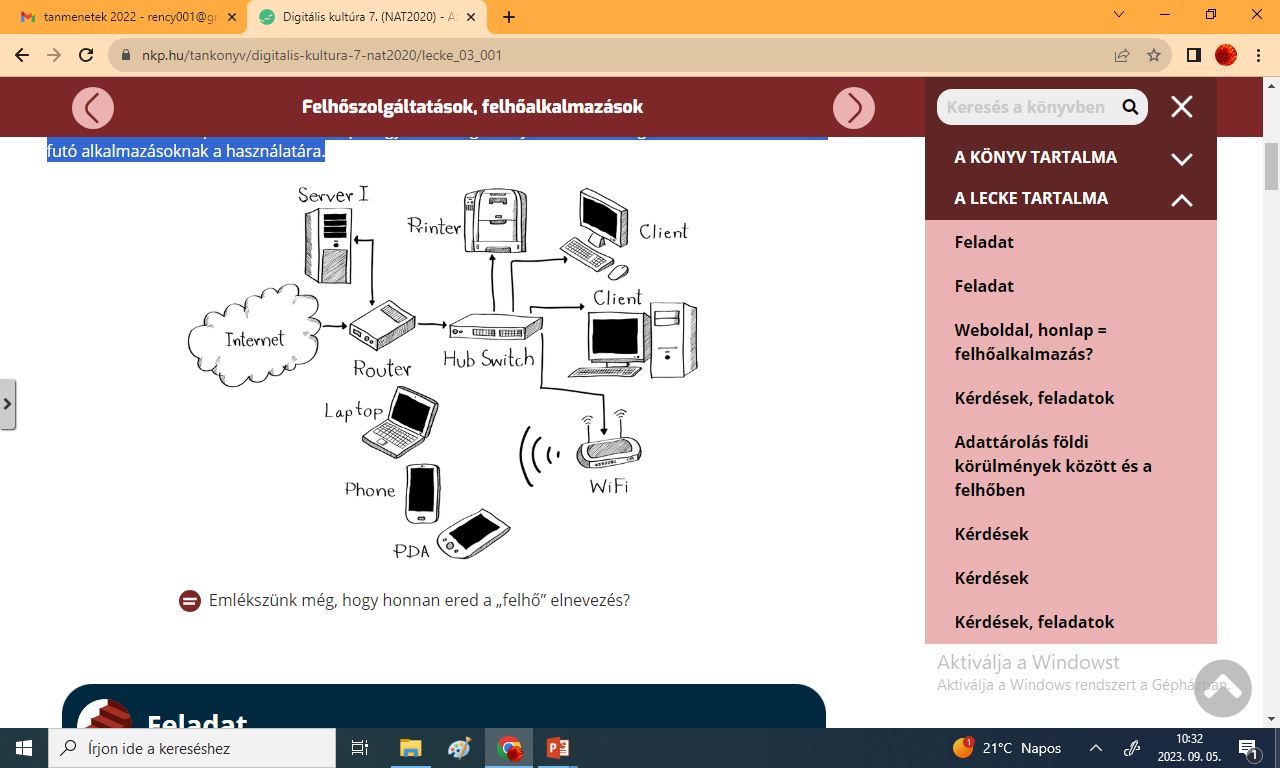 tanmenetek 2022 - rency001@gr
Digitális kultúra 7. (NAT2020) - Az
nkp.hu/tankonyv/digitalis-kultura-7-nat2020/lecke_03_001
Felhőszolgáltatások, felhőalkalmazások
Keresés a könyvben
A KÖNYV TARTALMA
A LECKE TARTALMA
Feladat
Feladat
Weboldal, honlap =
felhőalkalmazás?
Kérdések, feladatok
Adattárolás földi
körülmények között és a
felhőben
Kérdések
Kérdések
Kérdések, feladatok
futó alkalmazásoknak a használatára.
Server I
Printer
Client
Client
Internet
Router
Hub Switch
Laptop
Phone
PDA
WiFi
Emlékszünk még, hogy honnan ered a „felhő” elnevezés?
Feladat
Aktiválja a Windowst
Aktiválja a Windows rendszert a Gépházban.
Írjon ide a kereséshez
1
21°C Napos
10:32
2023. 09. 05.
1